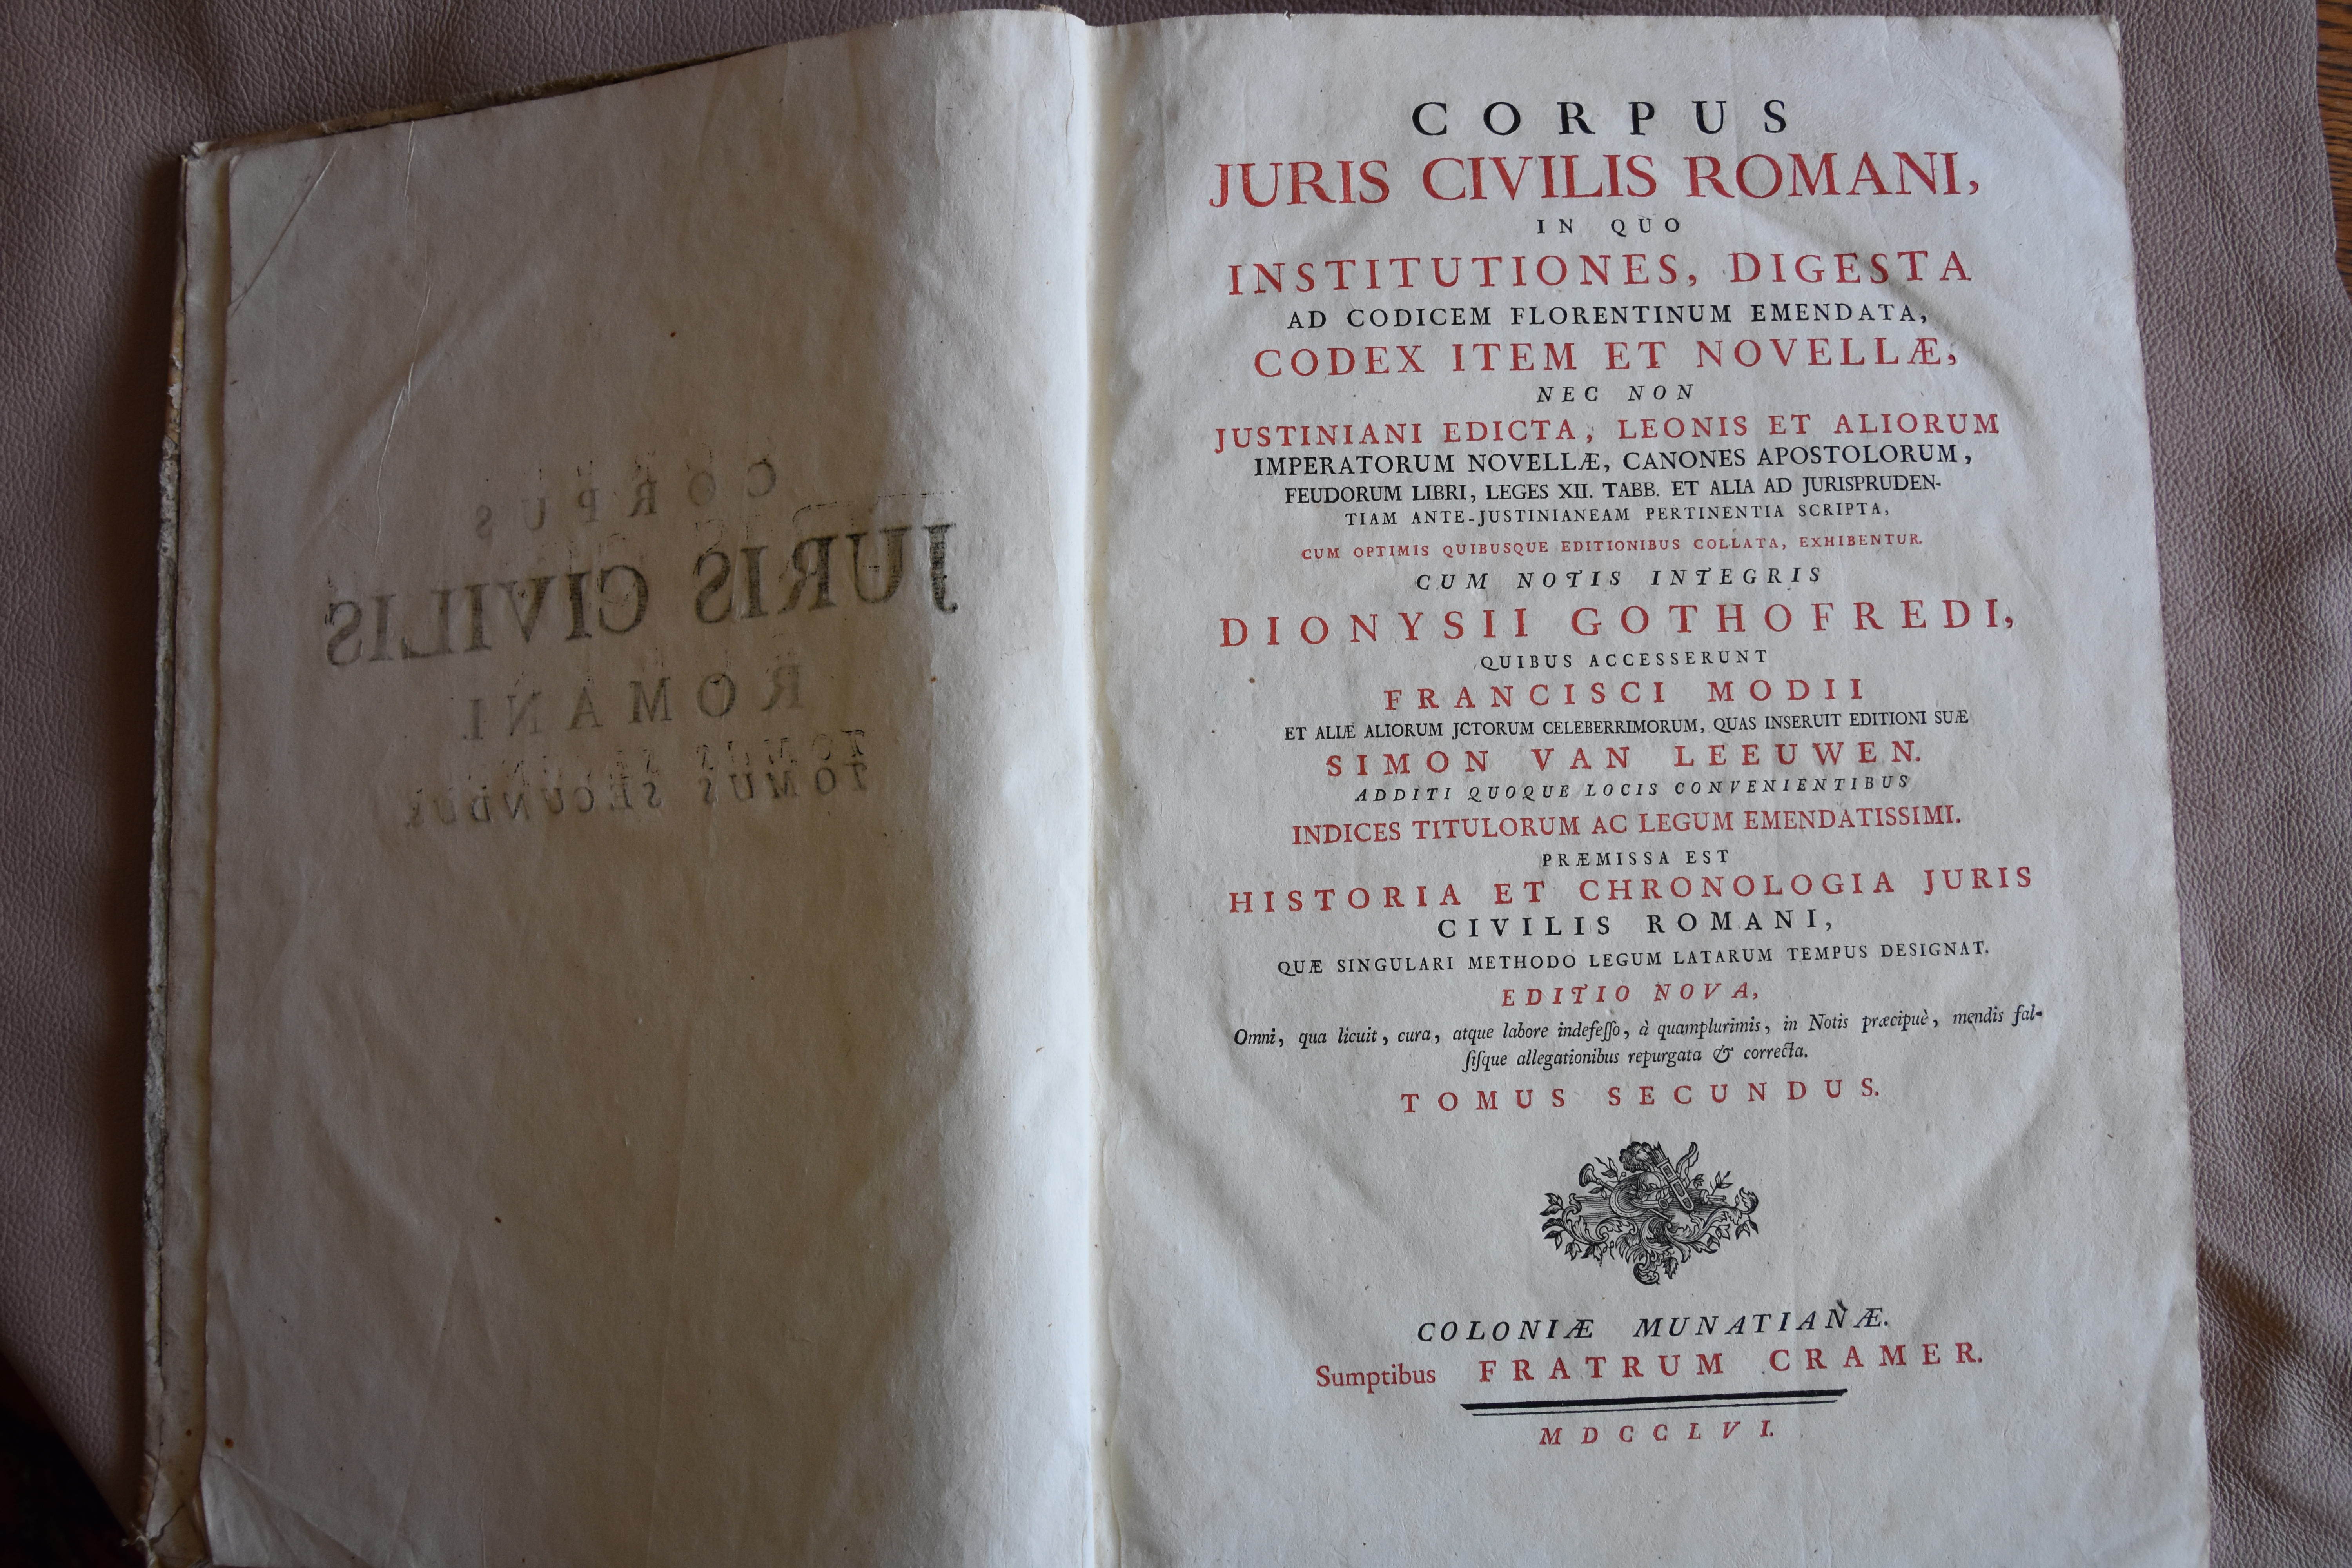 CORPUS
JURIS CIVILIS
ROMANI
TOMUS SECUNDUS
CORPUS
JURIS CIVILIS ROMANI,
IN QUO
INSTITUTIONES, DIGESTA
AD CODICEM FLORENTINUM EMENDATA,
CODEX ITEM ET NOVELLÆ,
NEC NON
JUSTINIANI EDICTA, LEONIS ET ALIORUM
IMPERATORUM NOVELLÆ, CANONES APOSTOLORUM,
FEUDORUM LIBRI, LEGES XII. TABB. ET ALIA AD JURISPRUDEN-
TIAM ANTE-JUSTINIANEAM PERTINENTIA SCRIPTA,
CUM OPTIMIS QUIBUSQUE EDITIONIBUS COLLATA, EXHIBENTUR.
CUM NOTIS INTEGRIS
DIONYSII GOTHOFREDI,
QUIBUS ACCESSERUNT
FRANCISCI MODII
ET ALIÆ ALIORUM JCTORUM CELEBERRIMORUM, QUAS INSERUIT EDITIONI SUÆ
SIMON VAN LEEUWEN.
ADDITI QUOQUE LOCIS CONVENIENTIBUS
INDICES TITULORUM AC LEGUM EMENDATISSIMI.
PRÆMISSA EST
HISTORIA ET CHRONOLOGIA JURIS
CIVILIS ROMANI,
QUÆ SINGULARI METHODO LEGUM LATARUM TEMPUS DESIGNAT.
EDITIO NOVA,
Omni, qua licuit, cura, atque labore indefeſſo, à quamplurimis, in Notis præcipuè, mendis fal-
ſiſque allegationibus repurgata & correcta.
TOMUS SECUNDUS.
COLONIÆ MUNATIANÆ.
Sumptibus FRATRUM CRAMER.
MDCCLVI.